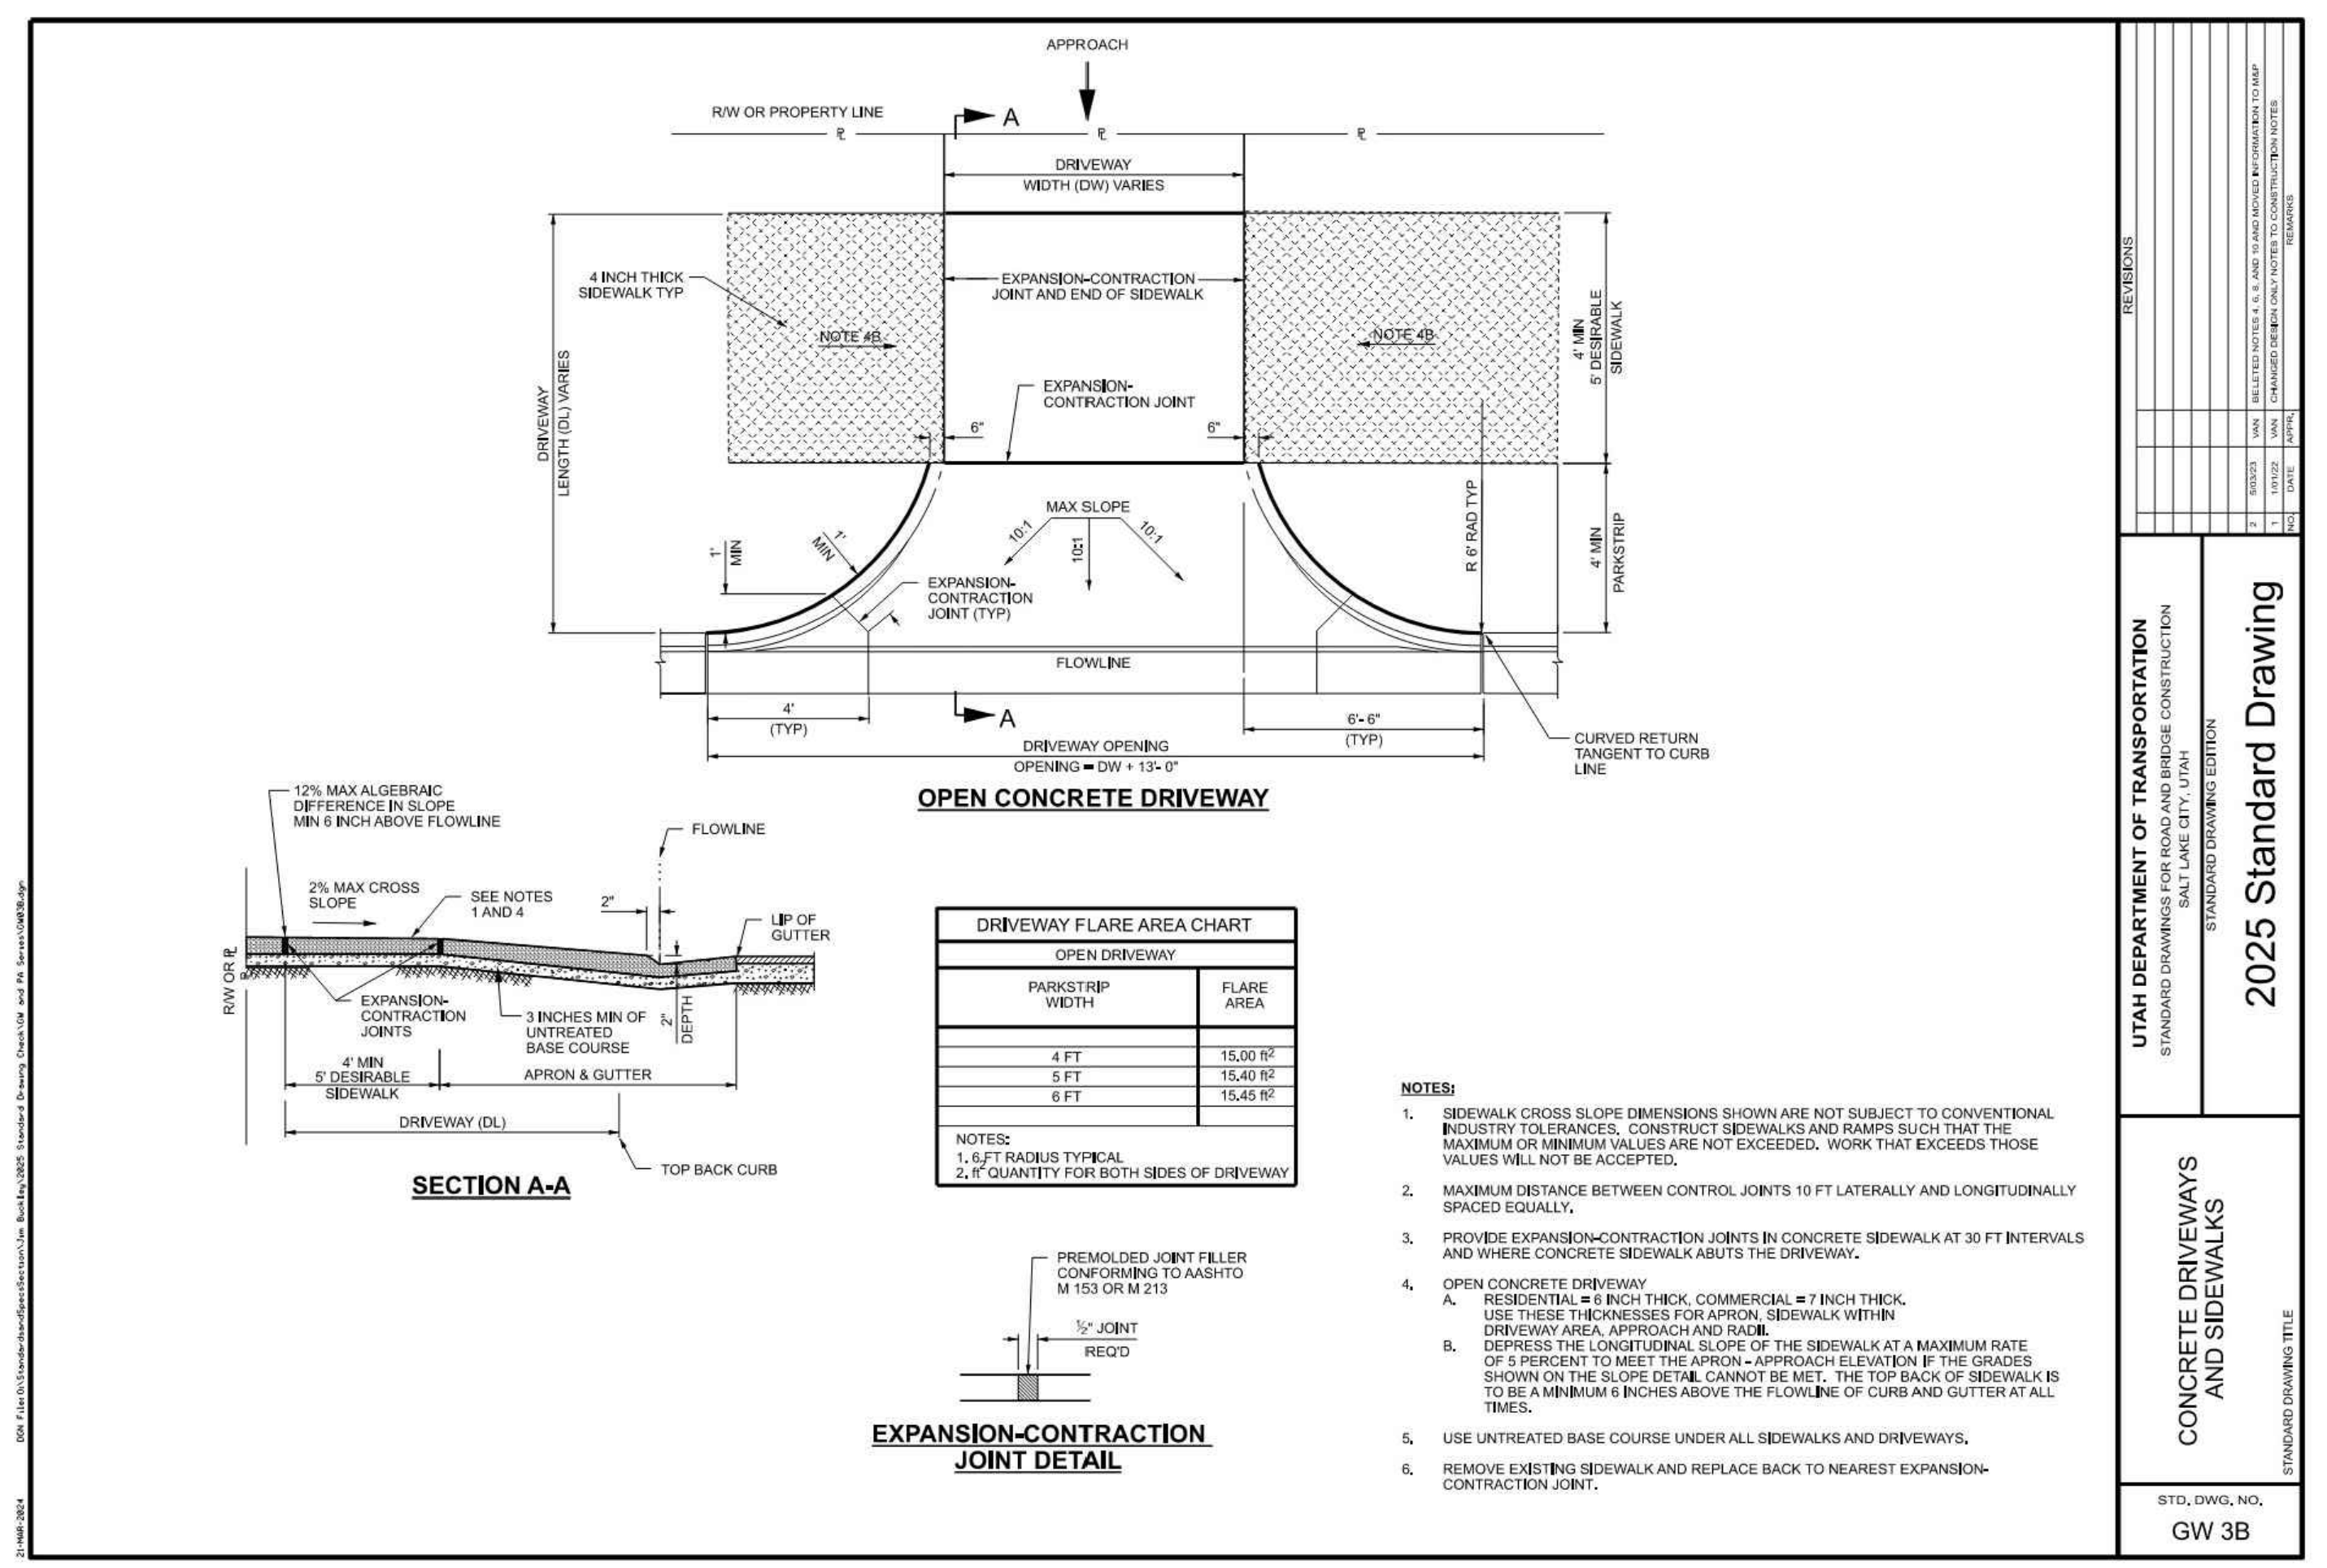 APPROACH
R/W OR PROPERTY LINE
A
PL
PL
PL
DRIVEWAY
WIDTH (DW) VARIES
4 INCH THICK
SIDEWALK TYP
EXPANSION-CONTRACTION
JOINT AND END OF SIDEWALK
NOTE 4B
NOTE 4B
4' MIN
5' DESIRABLE
SIDEWALK
DRIVEWAY
LENGTH (DL) VARIES
EXPANSION-
CONTRACTION JOINT
6"
6"
MAX SLOPE
10:1
10:1
10:1
1'
MIN
1'
MIN
R 6' RAD TYP
4' MIN
PARKSTRIP
EXPANSION-
CONTRACTION
JOINT (TYP)
FLOWLINE
A
4'
(TYP)
6'-6"
(TYP)
DRIVEWAY OPENING
OPENING = DW + 13'-0"
CURVED RETURN
TANGENT TO CURB
LINE
OPEN CONCRETE DRIVEWAY
12% MAX ALGEBRAIC
DIFFERENCE IN SLOPE
MIN 6 INCH ABOVE FLOWLINE
FLOWLINE
2% MAX CROSS
SLOPE
SEE NOTES
1 AND 4
2"
LIP OF
GUTTER
R/W OR PL
EXPANSION-
CONTRACTION
JOINTS
3 INCHES MIN OF
UNTREATED
BASE COURSE
2"
DEPTH
4' MIN
5' DESIRABLE
SIDEWALK
APRON & GUTTER
DRIVEWAY (DL)
TOP BACK CURB
SECTION A-A
DRIVEWAY FLARE AREA CHART
OPEN DRIVEWAY
PARKSTRIP
WIDTH
FLARE
AREA
4 FT 15.00 ft²
5 FT 15.40 ft²
6 FT 15.45 ft²
NOTES:
1. 6 FT RADIUS TYPICAL
2. ft² QUANTITY FOR BOTH SIDES OF DRIVEWAY
PREMOLDED JOINT FILLER
CONFORMING TO AASHTO
M 153 OR M 213
½" JOINT
REQ'D
EXPANSION-CONTRACTION
JOINT DETAIL
NOTES:
1. SIDEWALK CROSS SLOPE DIMENSIONS SHOWN ARE NOT SUBJECT TO CONVENTIONAL
INDUSTRY TOLERANCES. CONSTRUCT SIDEWALKS AND RAMPS SUCH THAT THE
MAXIMUM OR MINIMUM VALUES ARE NOT EXCEEDED. WORK THAT EXCEEDS THOSE
VALUES WILL NOT BE ACCEPTED.
2. MAXIMUM DISTANCE BETWEEN CONTROL JOINTS 10 FT LATERALLY AND LONGITUDINALLY
SPACED EQUALLY.
3. PROVIDE EXPANSION-CONTRACTION JOINTS IN CONCRETE SIDEWALK AT 30 FT INTERVALS
AND WHERE CONCRETE SIDEWALK ABUTS THE DRIVEWAY.
4. OPEN CONCRETE DRIVEWAY
A. RESIDENTIAL = 6 INCH THICK, COMMERCIAL = 7 INCH THICK.
USE THESE THICKNESSES FOR APRON, SIDEWALK WITHIN
DRIVEWAY AREA, APPROACH AND RADII.
B. DEPRESS THE LONGITUDINAL SLOPE OF THE SIDEWALK AT A MAXIMUM RATE
OF 5 PERCENT TO MEET THE APRON - APPROACH ELEVATION IF THE GRADES
SHOWN ON THE SLOPE DETAIL CANNOT BE MET. THE TOP BACK OF SIDEWALK IS
TO BE A MINIMUM 6 INCHES ABOVE THE FLOWLINE OF CURB AND GUTTER AT ALL
TIMES.
5. USE UNTREATED BASE COURSE UNDER ALL SIDEWALKS AND DRIVEWAYS.
6. REMOVE EXISTING SIDEWALK AND REPLACE BACK TO NEAREST EXPANSION-
CONTRACTION JOINT.
REVISIONS
2 5/03/23 VAN DELETED NOTES 4, 6, 8, AND 10 AND MOVED INFORMATION TO M&P
1 1/01/22 VAN CHANGED DESIGN ONLY NOTES TO CONSTRUCTION NOTES
NO. DATE APPR. REMARKS
UTAH DEPARTMENT OF TRANSPORTATION
STANDARD DRAWINGS FOR ROAD AND BRIDGE CONSTRUCTION
SALT LAKE CITY, UTAH
STANDARD DRAWING EDITION
2025 Standard Drawing
CONCRETE DRIVEWAYS
AND SIDEWALKS
STANDARD DRAWING TITLE
STD. DWG. NO.
GW 3B
21-MAR-2024